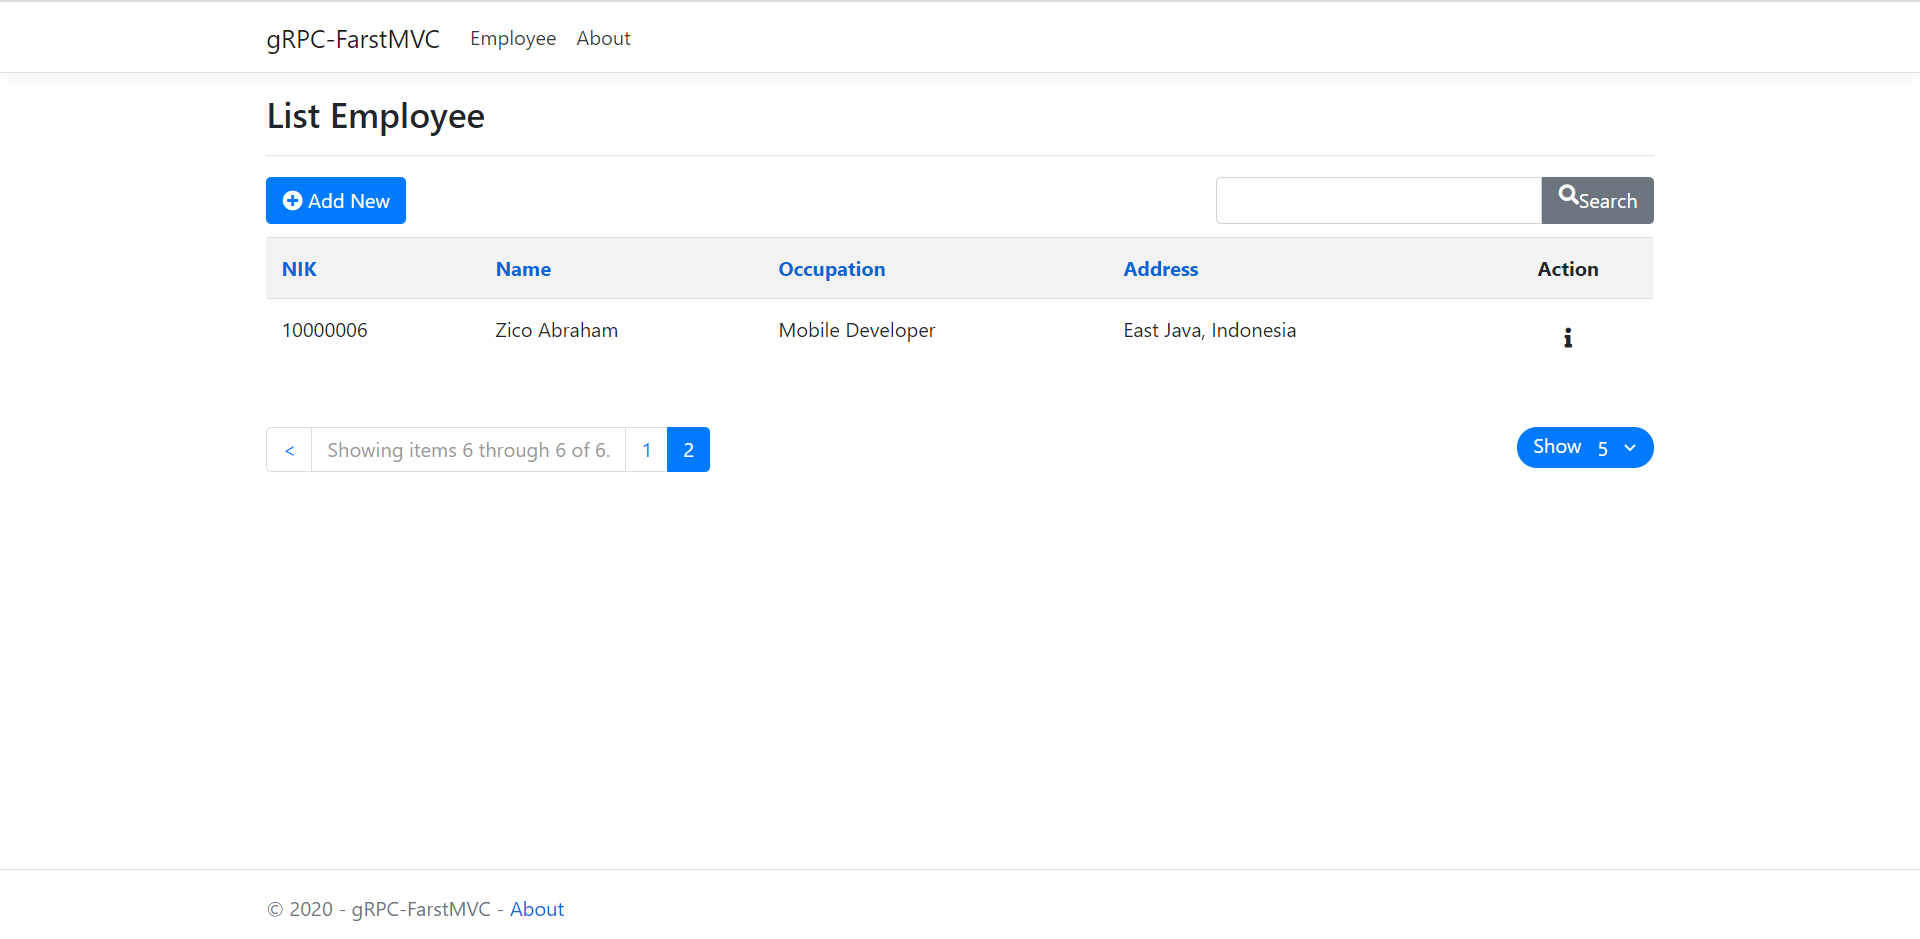 gRPC-FarstMVC Employee About
List Employee
Add New Search
NIK Name Occupation Address Action
10000006 Zico Abraham Mobile Developer East Java, Indonesia
< Showing items 6 through 6 of 6. 1 2 Show 5
© 2020 - gRPC-FarstMVC - About